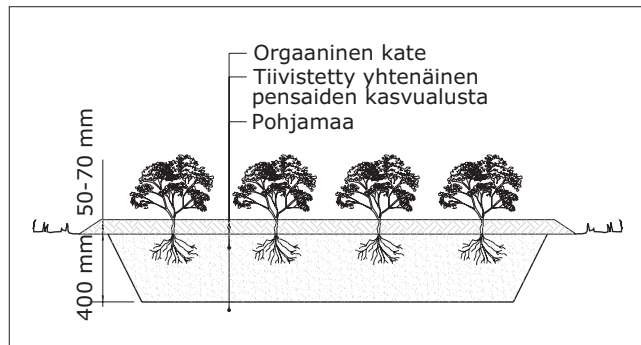 Orgaaninen kate
Tiivistetty yhtenäinen
pensaiden kasvualusta
Pohjamaa
50-70 mm
400 mm